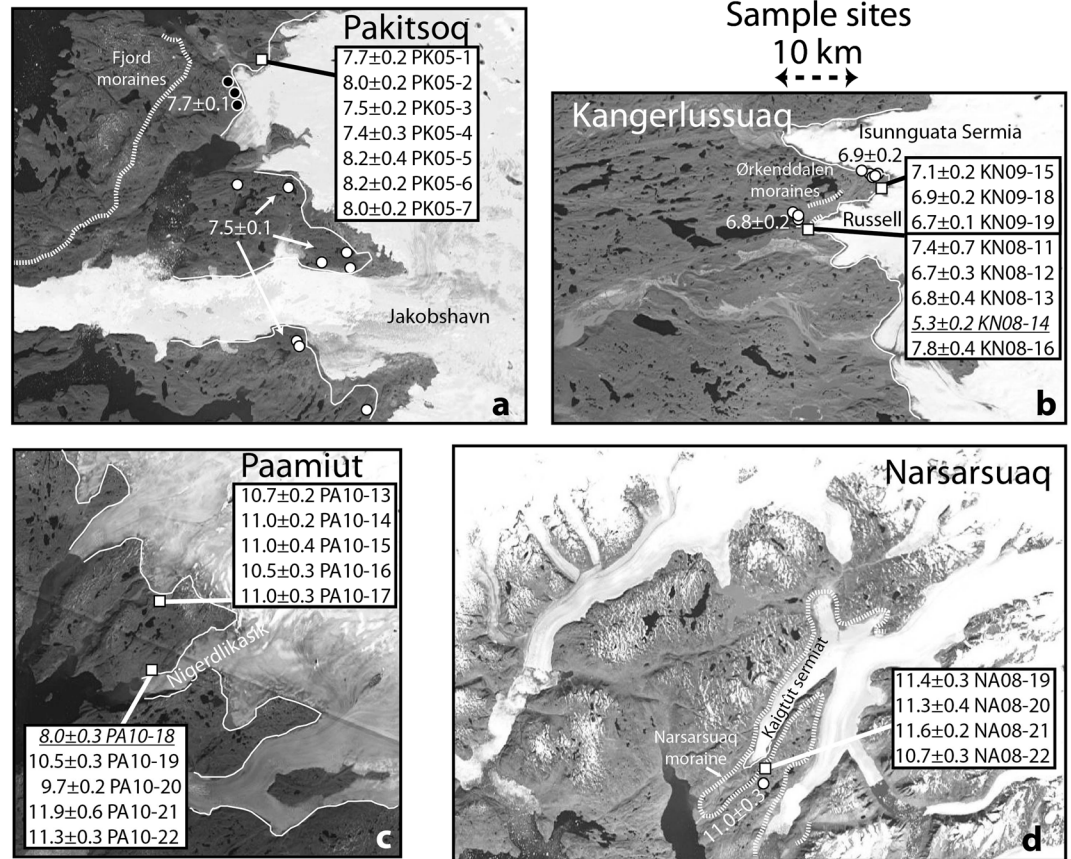 Sample sites
10 km
Pakitsoq
7.7±0.2 PK05-1
8.0±0.2 PK05-2
7.5±0.2 PK05-3
7.4±0.3 PK05-4
8.2±0.4 PK05-5
8.2±0.6 PK05-6
8.0±0.2 PK05-7
Fjord
moraines
7.7±0.1
7.5±0.1
Jakobshavn
a
Kangerlussuaq
Isunnguata Sermia
6.9±0.2
Ørkenddalen
moraines
6.8±0.2
Russell
7.1±0.2 KN09-15
6.9±0.2 KN09-18
6.7±0.1 KN09-19
7.4±0.7 KN08-11
6.7±0.3 KN08-12
6.8±0.4 KN08-13
5.3±0.2 KN08-14
7.8±0.4 KN08-16
b
Paamiut
10.7±0.2 PA10-13
11.0±0.2 PA10-14
11.0±0.4 PA10-15
10.5±0.3 PA10-16
11.0±0.3 PA10-17
Nigerdlikasik
8.0±0.3 PA10-18
10.5±0.3 PA10-19
9.7±0.2 PA10-20
11.9±0.6 PA10-21
11.3±0.3 PA10-22
c
Narsarsuaq
Kaigtût sermiat
11.4±0.3 NA08-19
11.3±0.4 NA08-20
11.6±0.2 NA08-21
10.7±0.3 NA08-22
Narsarsuaq
moraine
11.0±0.3
d